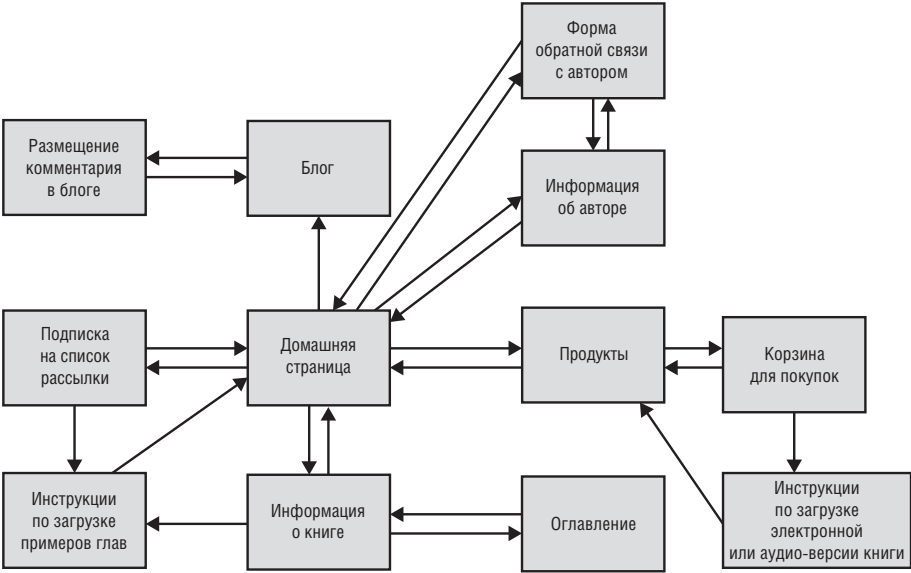 Форма
обратной связи
с автором
Размещение
комментария
в блоге
Блог
Информация
об авторе
Подписка
на список
рассылки
Домашняя
страница
Продукты
Корзина
для покупок
Инструкции
по загрузке
примеров глав
Информация
о книге
Оглавление
Инструкции
по загрузке
электронной
или аудио-версии книги